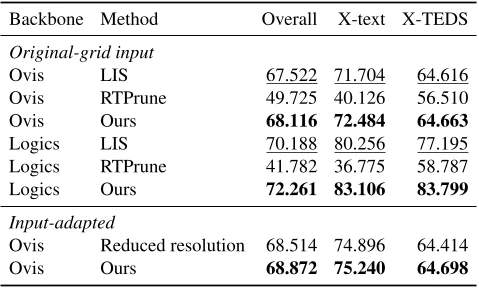 Backbone Method Overall X-text X-TEDS
Original-grid input
Ovis LIS 67.522 71.704 64.616
Ovis RTPrune 49.725 40.126 56.510
Ovis Ours 68.116 72.484 64.663
Logics LIS 70.188 80.256 77.195
Logics RTPrune 41.782 36.775 58.787
Logics Ours 72.261 83.106 83.799
Input-adapted
Ovis Reduced resolution 68.514 74.896 64.414
Ovis Ours 68.872 75.240 64.698